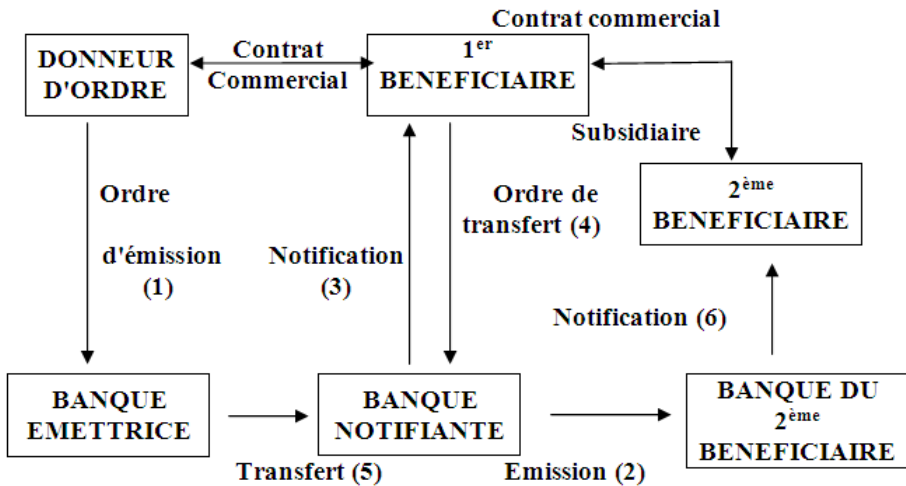 Contrat commercial
DONNEUR
D'ORDRE
Contrat
Commercial
1er
BENEFICIAIRE
Subsidiaire
2ème
BENEFICIAIRE
Ordre
d'émission
(1)
Notification
(3)
Ordre de
transfert (4)
Notification (6)
BANQUE
EMETTRICE
BANQUE
NOTIFIANTE
BANQUE DU
2ème
BENEFICIAIRE
Transfert (5)
Emission (2)